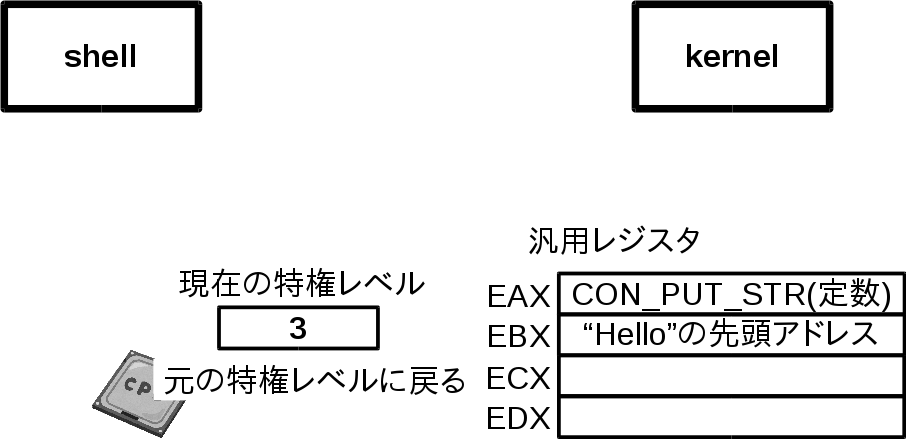 shell
kernel
汎用レジスタ
現在の特権レベル
3
元の特権レベルに戻る
CP
EAX CON_PUT_STR(定数)
EBX “Hello”の先頭アドレス
ECX
EDX